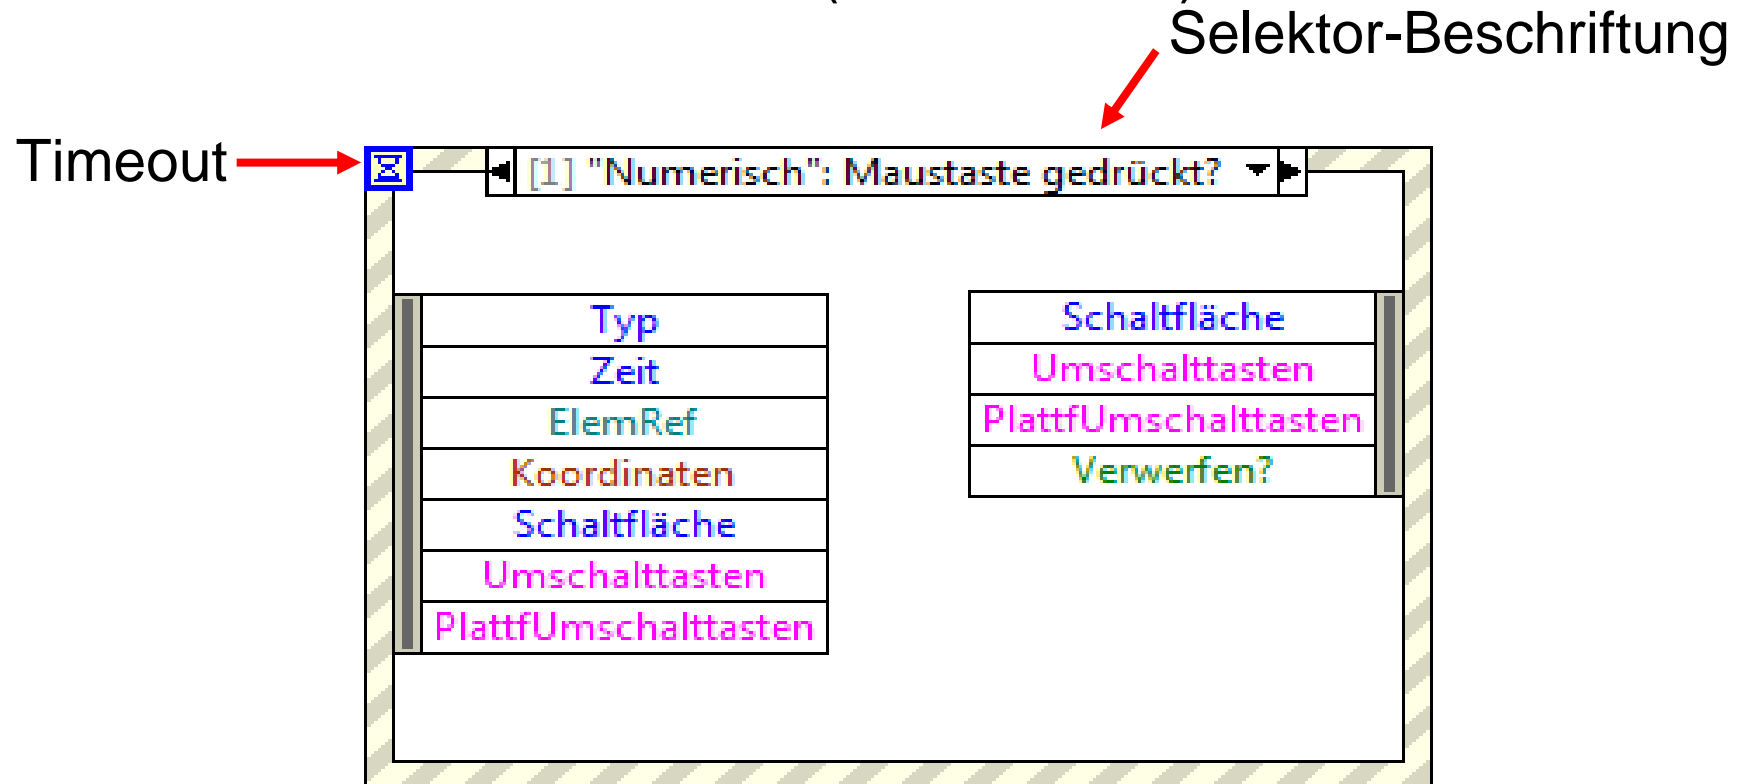 Selektor-Beschriftung
Timeout
[1] "Numerisch": Maustaste gedrückt?
Typ
Zeit
ElemRef
Koordinaten
Schaltfläche
Umschalttasten
PlattfUmschalttasten
Schaltfläche
Umschalttasten
PlattfUmschalttasten
Verwerfen?